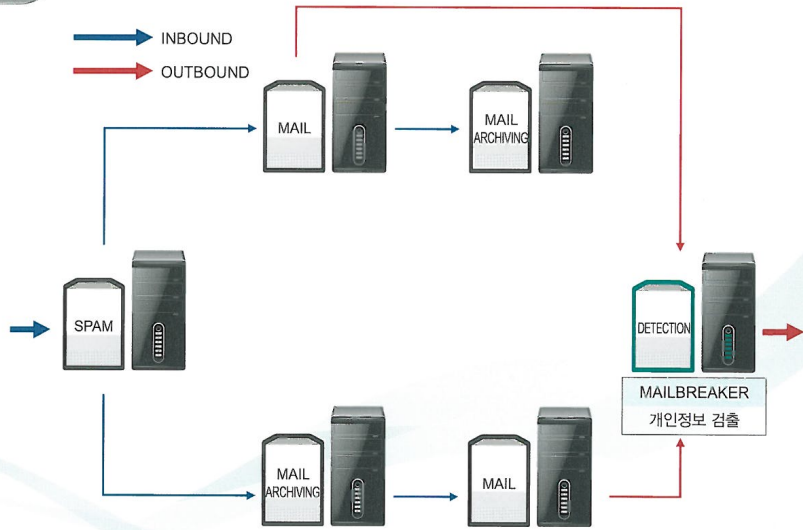 INBOUND
OUTBOUND
MAIL
MAIL
ARCHIVING
SPAM
DETECTION
MAILBREAKER
개인정보 검출
MAIL
ARCHIVING
MAIL